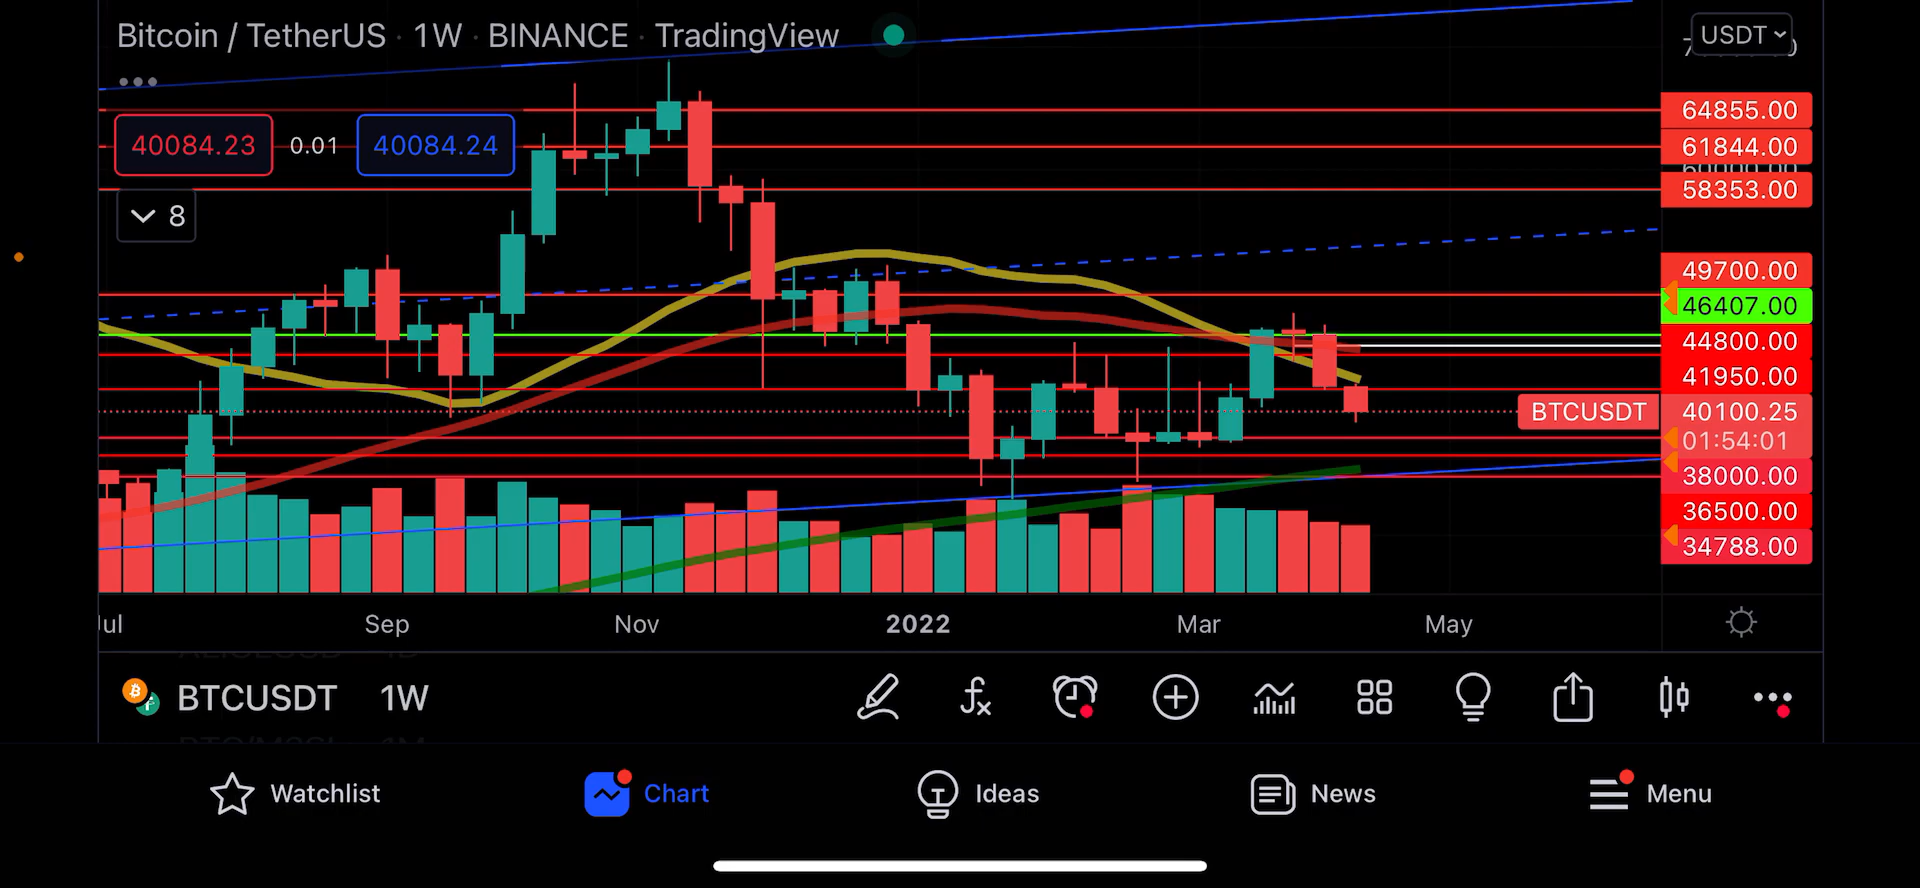 Bitcoin / TetherUS · 1W · BINANCE · TradingView
USDT
64855.00
40084.23 0.01 40084.24
61844.00
58353.00
8
49700.00
46407.00
44800.00
41950.00
BTCUSDT 40100.25
01:54:01
38000.00
36500.00
34788.00
Sep Nov 2022 Mar May
BTCUSDT 1W
Watchlist Chart Ideas News Menu